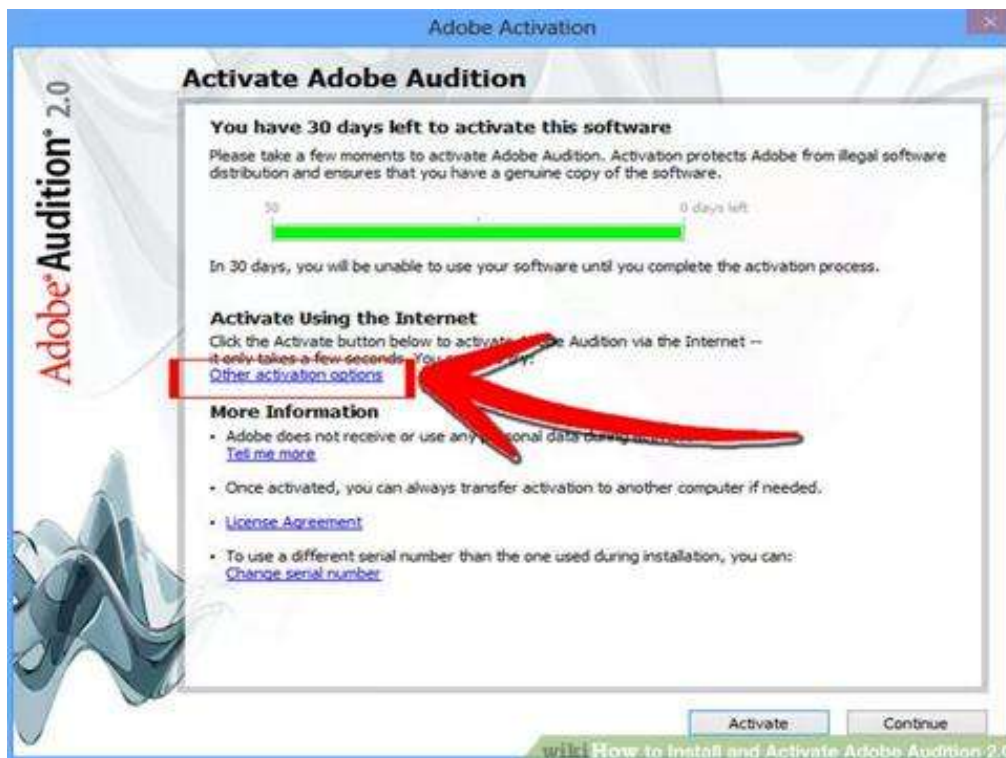 Adobe Activation
Adobe® Audition® 2.0
Activate Adobe Audition
You have 30 days left to activate this software
Please take a few moments to activate Adobe Audition. Activation protects Adobe from illegal software
distribution and ensures that you have a genuine copy of the software.
30
0 days left
In 30 days, you will be unable to use your software until you complete the activation process.
Activate Using the Internet
Click the Activate button below to activate Audition via the Internet --
it only takes a few seconds. You
Other activation options
More Information
• Adobe does not receive or use any personal data during
Tell me more
• Once activated, you can always transfer activation to another computer if needed.
• License Agreement
• To use a different serial number than the one used during installation, you can:
Change serial number
Activate
Continue
wikiHow to Install and Activate Adobe Audition 2.0